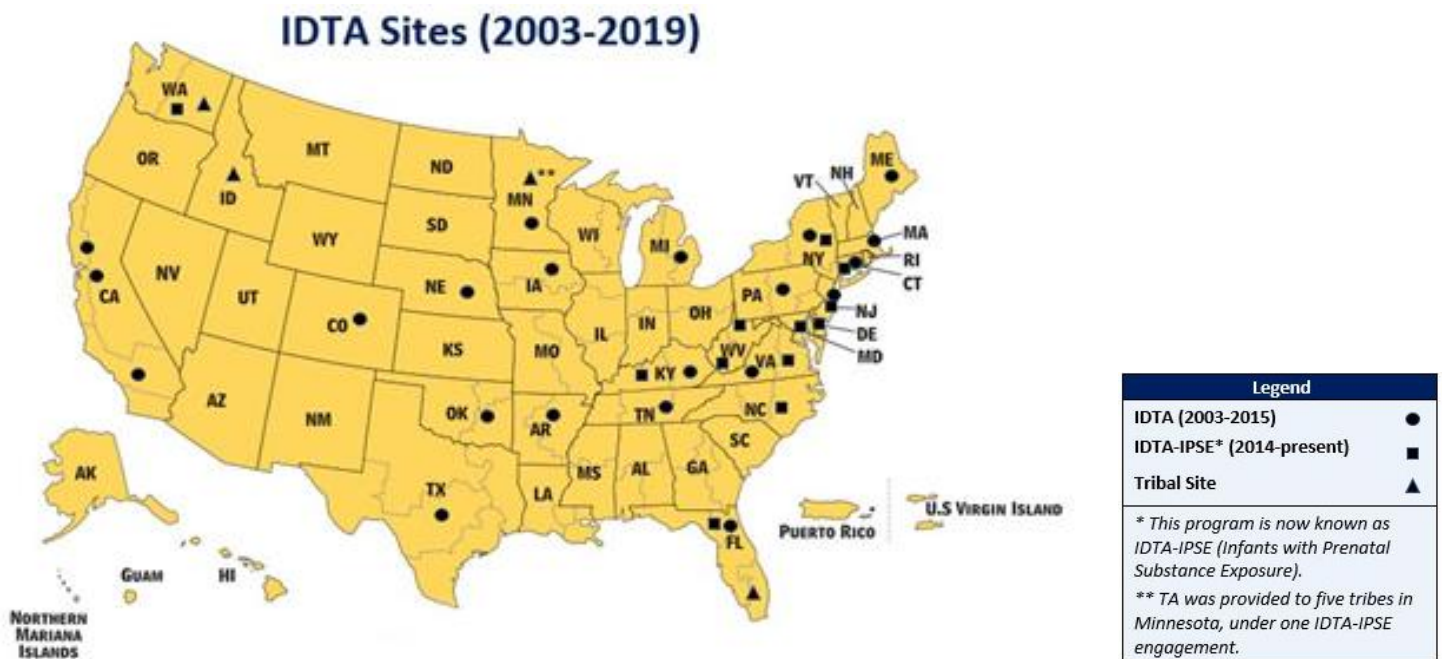 IDTA Sites (2003-2019)
WA
OR
ID
MT
ND
MN
**
SD
WY
NV
CA
UT
CO
NE
KS
IA
WI
MI
IL
IN
OH
MO
AZ
NM
OK
AR
TX
LA
MS
AL
GA
SC
NC
TN
KY
WV
VA
PA
NY
VT
NH
ME
MA
RI
CT
NJ
DE
MD
FL
AK
HI
GUAM
NORTHERN
MARIANA
ISLANDS
PUERTO RICO
U.S VIRGIN ISLAND
Legend
IDTA (2003-2015)
IDTA-IPSE* (2014-present)
Tribal Site
* This program is now known as
IDTA-IPSE (Infants with Prenatal
Substance Exposure).
** TA was provided to five tribes in
Minnesota, under one IDTA-IPSE
engagement.